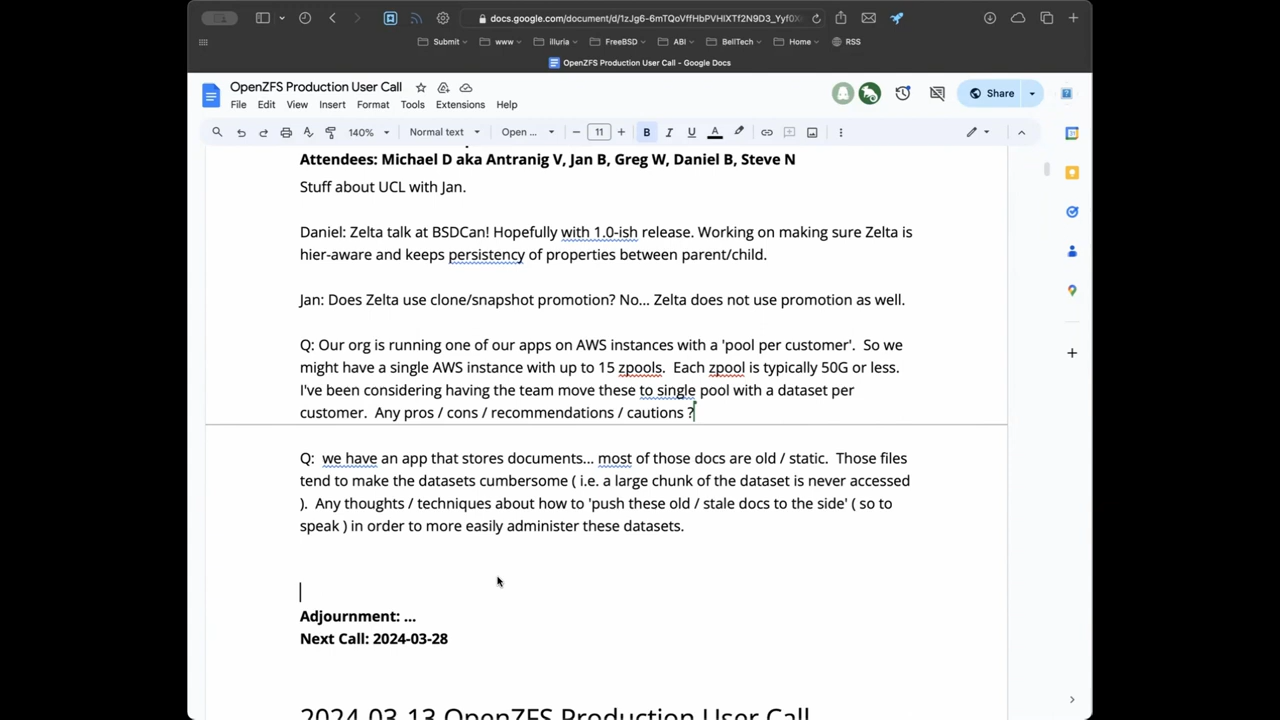 docs.google.com/document/d/1zJg6-6mTQoVffHbPVHIXTf2N9D3_Yyf0X
Submit www illuria FreeBSD ABI BellTech Home RSS
OpenZFS Production User Call - Google Docs
OpenZFS Production User Call
Share
File Edit View Insert Format Tools Extensions Help
140% Normal text Open ... 11 B I U A
Attendees: Michael D aka Antranig V, Jan B, Greg W, Daniel B, Steve N
Stuff about UCL with Jan.
Daniel: Zelta talk at BSDCan! Hopefully with 1.0-ish release. Working on making sure Zelta is
hier-aware and keeps persistency of properties between parent/child.
Jan: Does Zelta use clone/snapshot promotion? No... Zelta does not use promotion as well.
Q: Our org is running one of our apps on AWS instances with a 'pool per customer'.  So we
might have a single AWS instance with up to 15 zpools.  Each zpool is typically 50G or less.
I've been considering having the team move these to single pool with a dataset per
customer.  Any pros / cons / recommendations / cautions ?
Q:  we have an app that stores documents... most of those docs are old / static.  Those files
tend to make the datasets cumbersome ( i.e. a large chunk of the dataset is never accessed
).  Any thoughts / techniques about how to 'push these old / stale docs to the side' ( so to
speak ) in order to more easily administer these datasets.
Adjournment: ...
Next Call: 2024-03-28
2024-03-13 OpenZFS Production User Call